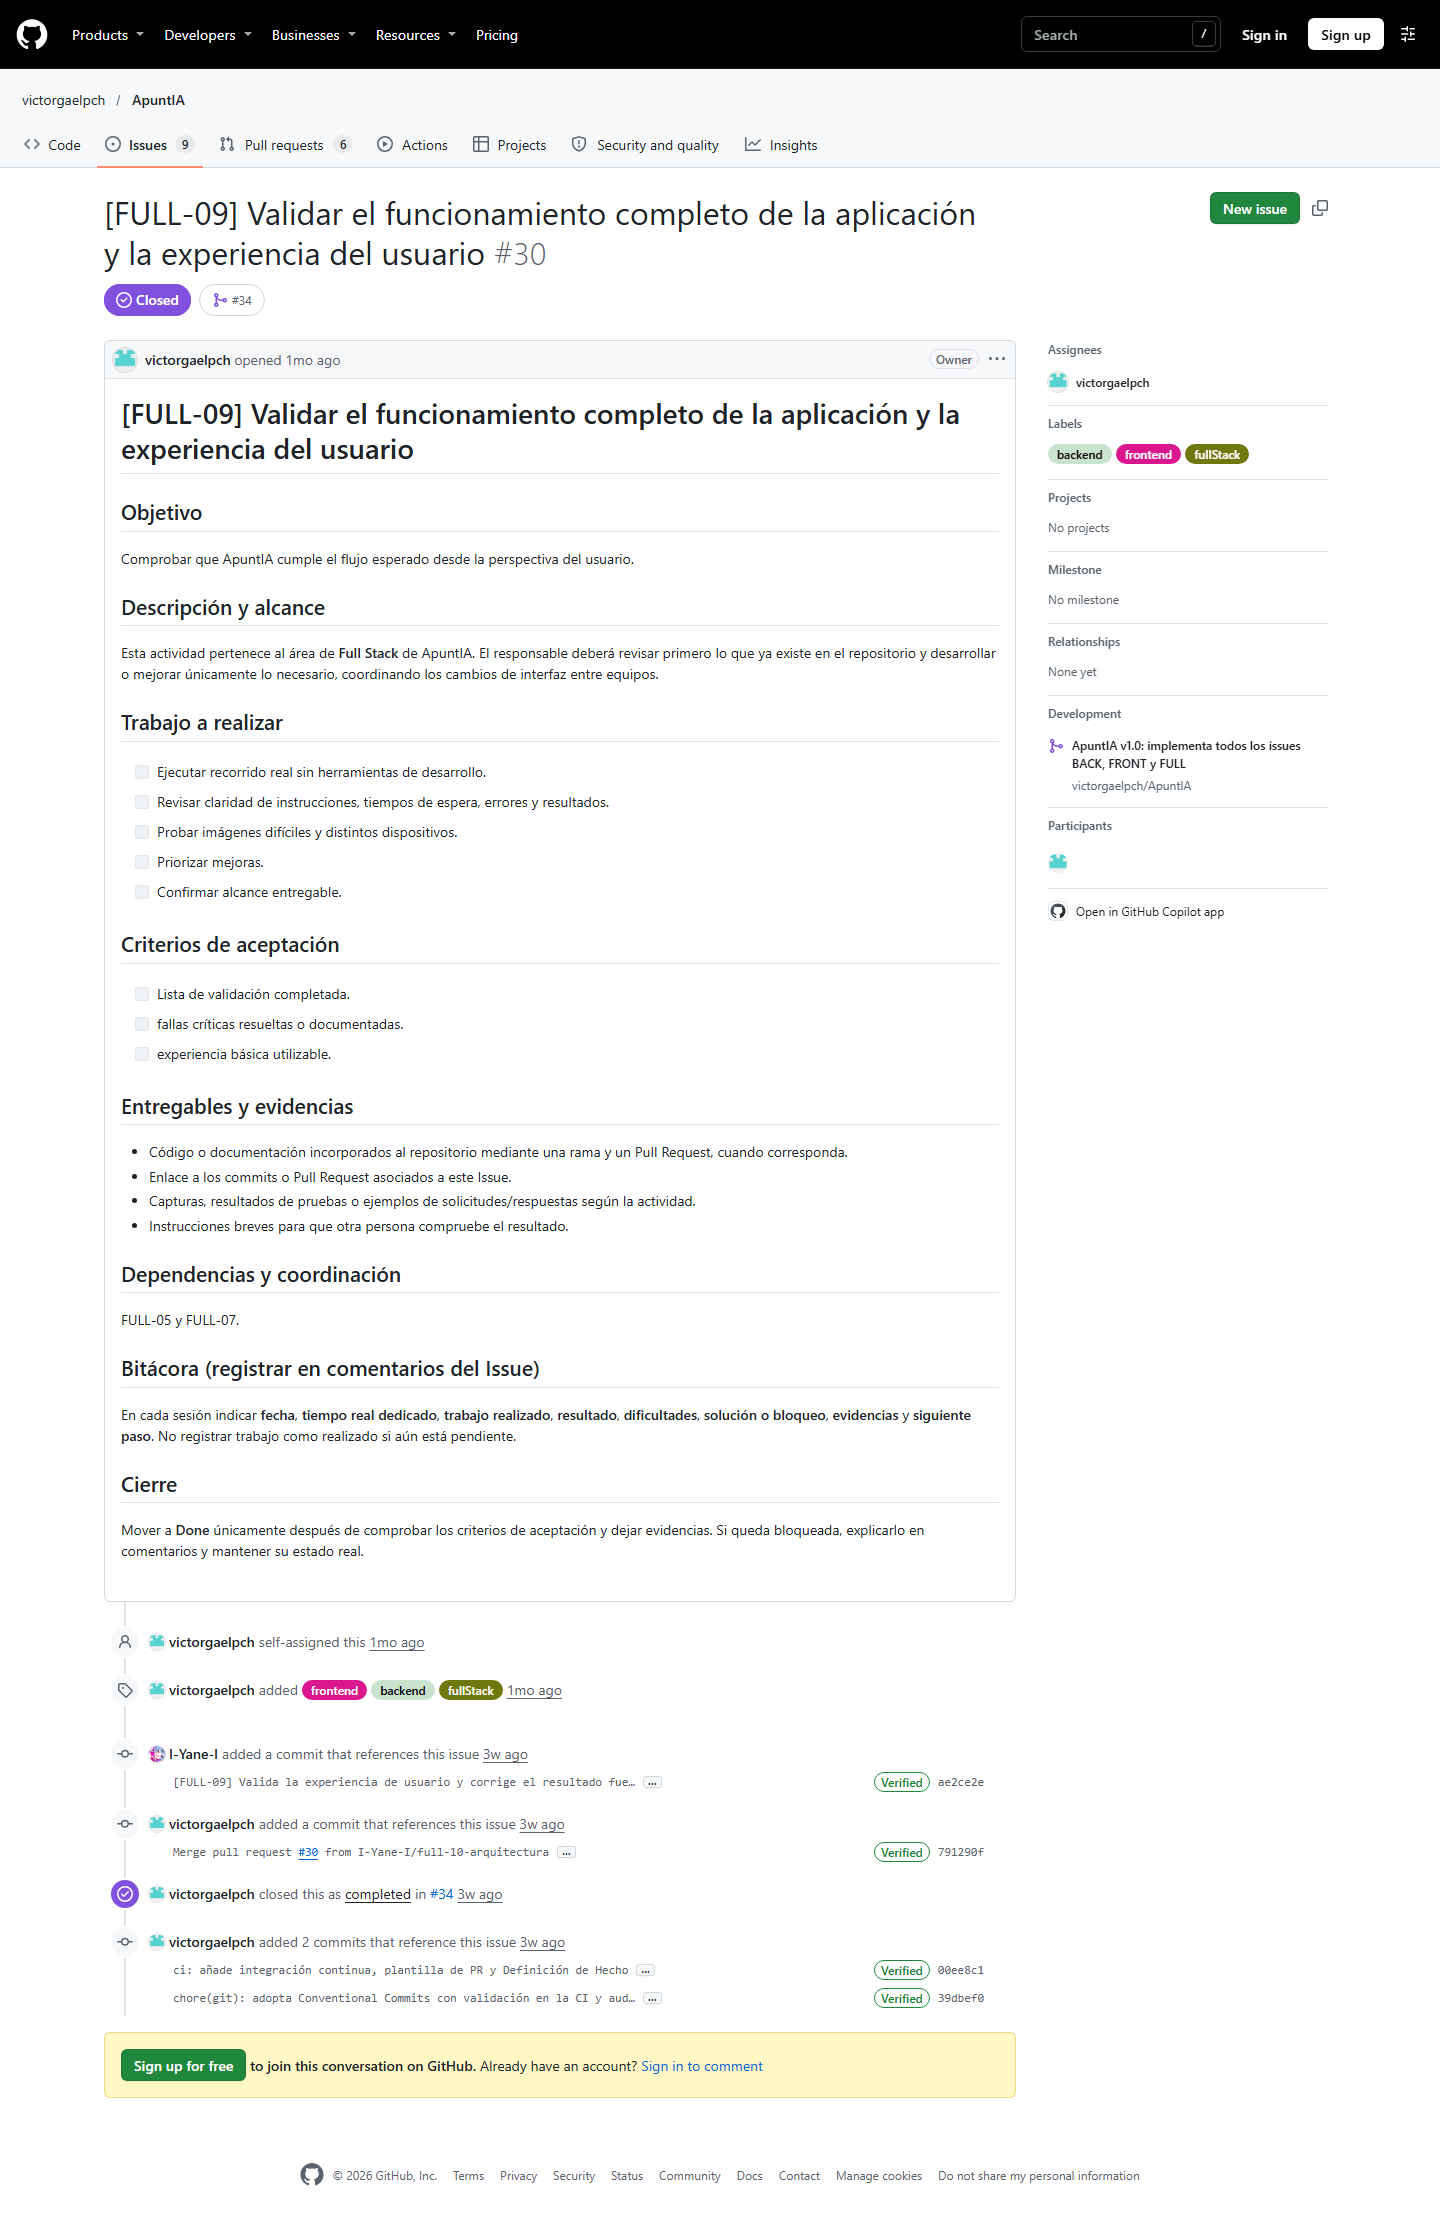 Products Developers Businesses Resources Pricing Search / Sign in Sign up
victorgaelpch / ApuntIA
Code Issues 9 Pull requests 6 Actions Projects Security and quality Insights
[FULL-09] Validar el funcionamiento completo de la aplicación
y la experiencia del usuario #30
New issue
Closed #34
victorgaelpch opened 1mo ago Owner
[FULL-09] Validar el funcionamiento completo de la aplicación y la
experiencia del usuario
Objetivo
Comprobar que ApuntIA cumple el flujo esperado desde la perspectiva del usuario.
Descripción y alcance
Esta actividad pertenece al área de Full Stack de ApuntIA. El responsable deberá revisar primero lo que ya existe en el repositorio y desarrollar
o mejorar únicamente lo necesario, coordinando los cambios de interfaz entre equipos.
Trabajo a realizar
Ejecutar recorrido real sin herramientas de desarrollo.
Revisar claridad de instrucciones, tiempos de espera, errores y resultados.
Probar imágenes difíciles y distintos dispositivos.
Priorizar mejoras.
Confirmar alcance entregable.
Criterios de aceptación
Lista de validación completada.
fallas críticas resueltas o documentadas.
experiencia básica utilizable.
Entregables y evidencias
• Código o documentación incorporados al repositorio mediante una rama y un Pull Request, cuando corresponda.
• Enlace a los commits o Pull Request asociados a este Issue.
• Capturas, resultados de pruebas o ejemplos de solicitudes/respuestas según la actividad.
• Instrucciones breves para que otra persona compruebe el resultado.
Dependencias y coordinación
FULL-05 y FULL-07.
Bitácora (registrar en comentarios del Issue)
En cada sesión indicar fecha, tiempo real dedicado, trabajo realizado, resultado, dificultades, solución o bloqueo, evidencias y siguiente
paso. No registrar trabajo como realizado si aún está pendiente.
Cierre
Mover a Done únicamente después de comprobar los criterios de aceptación y dejar evidencias. Si queda bloqueada, explicarlo en
comentarios y mantener su estado real.
Assignees
victorgaelpch
Labels
backend frontend fullStack
Projects
No projects
Milestone
No milestone
Relationships
None yet
Development
ApuntIA v1.0: implementa todos los issues
BACK, FRONT y FULL
victorgaelpch/ApuntIA
Participants
Open in GitHub Copilot app
victorgaelpch self-assigned this 1mo ago
victorgaelpch added frontend backend fullStack 1mo ago
I-Yane-I added a commit that references this issue 3w ago
[FULL-09] Valida la experiencia de usuario y corrige el resultado fue… … Verified ae2ce2e
victorgaelpch added a commit that references this issue 3w ago
Merge pull request #30 from I-Yane-I/full-10-arquitectura … Verified 791290f
victorgaelpch closed this as completed in #34 3w ago
victorgaelpch added 2 commits that reference this issue 3w ago
ci: añade integración continua, plantilla de PR y Definición de Hecho … Verified 00ee8c1
chore(git): adopta Conventional Commits con validación en la CI y aud… … Verified 39dbef0
Sign up for free to join this conversation on GitHub. Already have an account? Sign in to comment
© 2026 GitHub, Inc. Terms Privacy Security Status Community Docs Contact Manage cookies Do not share my personal information